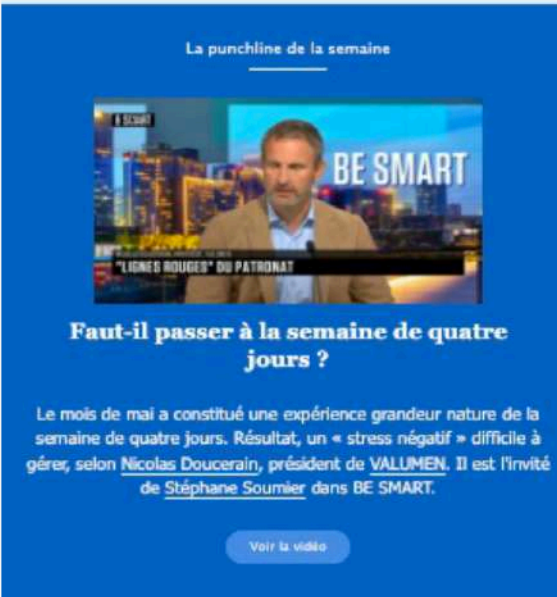 La punchline de la semaine
B SMART
BE SMART
"LIGNES ROUGES" DU PATRONAT
Faut-il passer à la semaine de quatre
jours ?
Le mois de mai a constitué une expérience grandeur nature de la
semaine de quatre jours. Résultat, un « stress négatif » difficile à
gérer, selon Nicolas Doucerain, président de VALUMEN. Il est l'invité
de Stéphane Soumier dans BE SMART.
Voir la vidéo